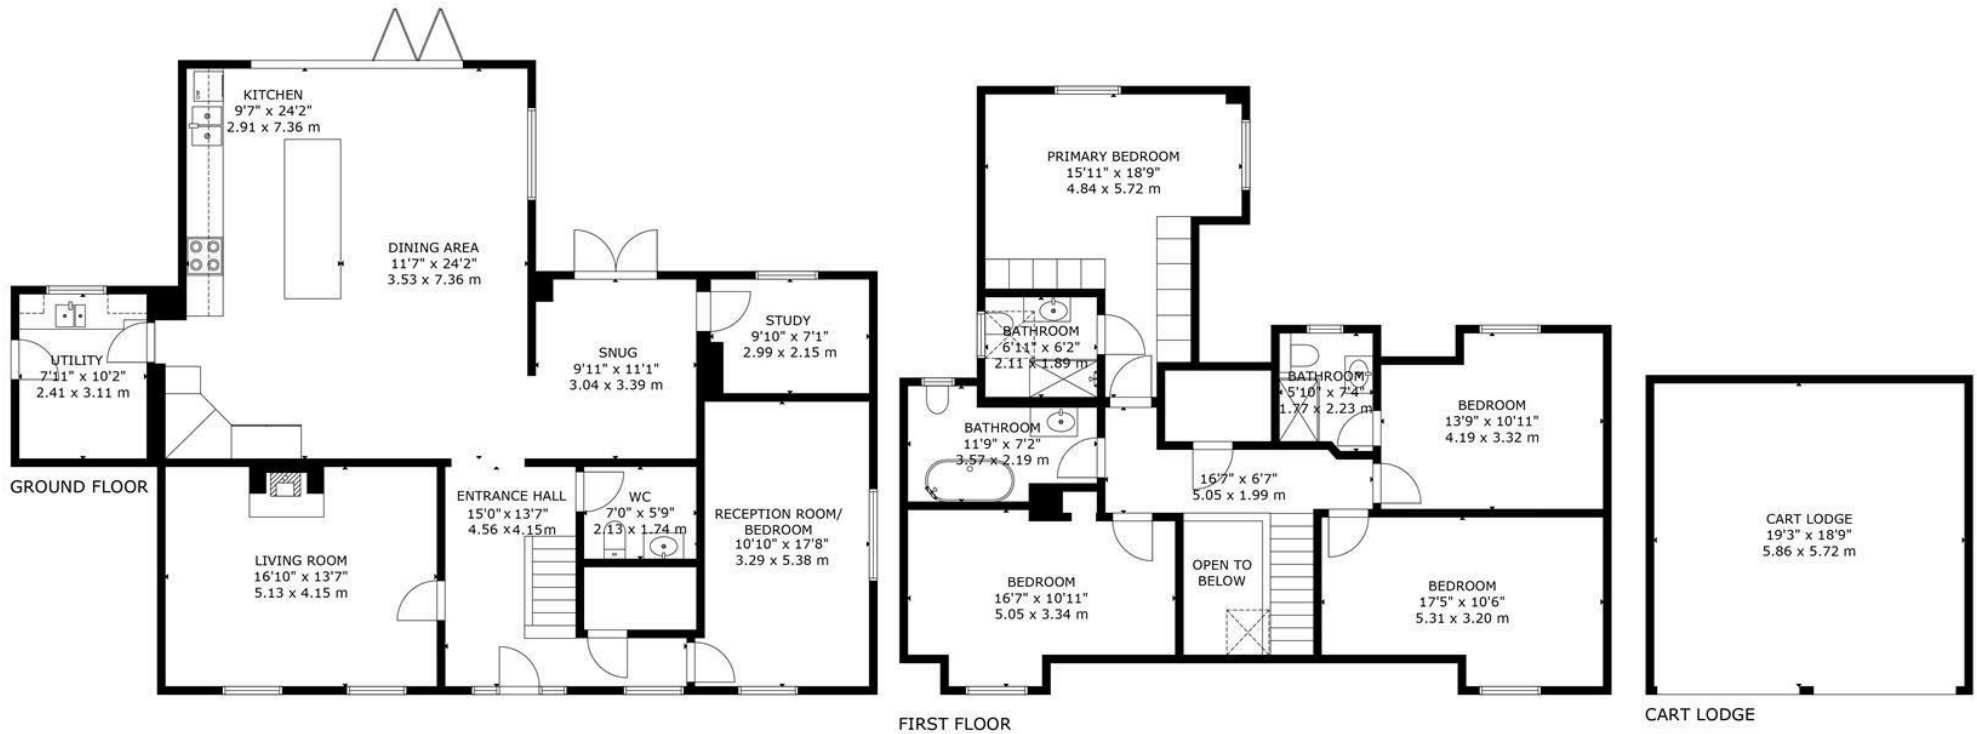 KITCHEN
9'7" x 24'2"
2.91 x 7.36 m
DINING AREA
11'7" x 24'2"
3.53 x 7.36 m
UTILITY
7'11" x 10'2"
2.41 x 3.11 m
SNUG
9'11" x 11'1"
3.04 x 3.39 m
STUDY
9'10" x 7'1"
2.99 x 2.15 m
GROUND FLOOR
LIVING ROOM
16'10" x 13'7"
5.13 x 4.15 m
ENTRANCE HALL
15'0" x 13'7"
4.56 x 4.15m
WC
7'0" x 5'9"
2.13 x 1.74 m
RECEPTION ROOM/
BEDROOM
10'10" x 17'8"
3.29 x 5.38 m
PRIMARY BEDROOM
15'11" x 18'9"
4.84 x 5.72 m
BATHROOM
6'11" x 6'2"
2.11 x 1.89 m
BATHROOM
11'9" x 7'2"
3.57 x 2.19 m
BATHROOM
5'10" x 7'4"
1.77 x 2.23 m
BEDROOM
13'9" x 10'11"
4.19 x 3.32 m
16'7" x 6'7"
5.05 x 1.99 m
BEDROOM
16'7" x 10'11"
5.05 x 3.34 m
OPEN TO
BELOW
BEDROOM
17'5" x 10'6"
5.31 x 3.20 m
FIRST FLOOR
CART LODGE
19'3" x 18'9"
5.86 x 5.72 m
CART LODGE